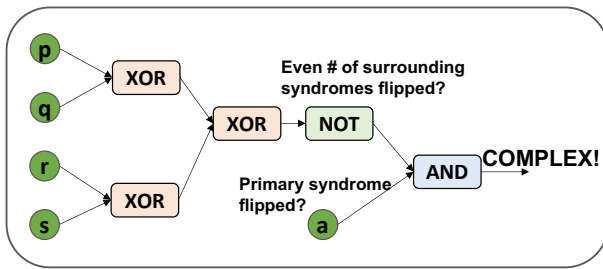 p
XOR
q
Even # of surrounding
syndromes flipped?
XOR
NOT
r
XOR
s
Primary syndrome
flipped?
a
AND
COMPLEX!